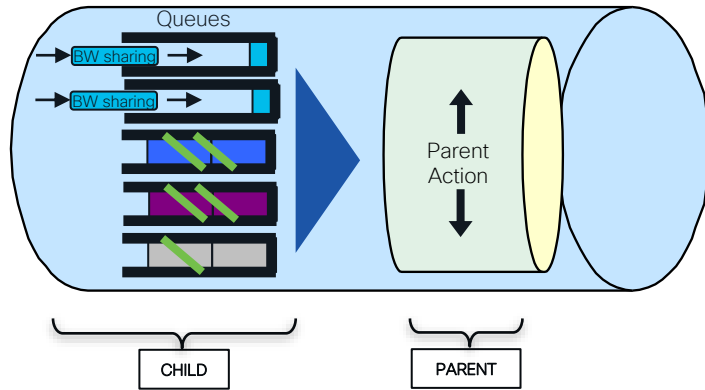 Queues
BW sharing
BW sharing
Parent
Action
CHILD
PARENT